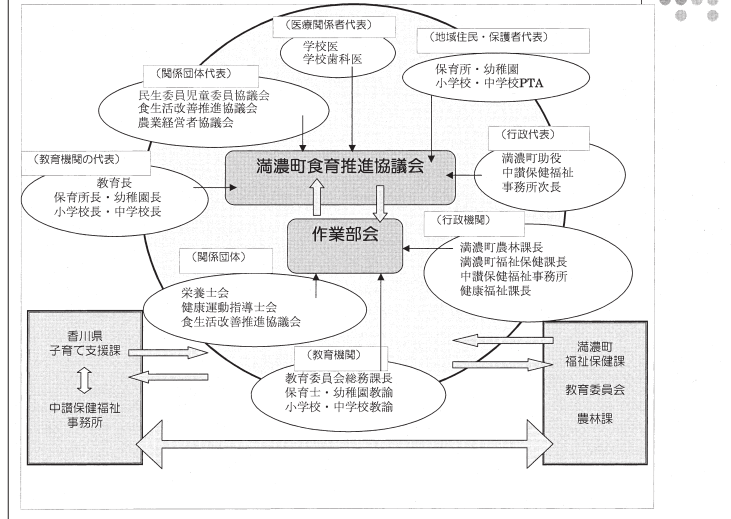 （医療関係者代表）
学校医
学校歯科医
（地域住民・保護者代表）
保育所・幼稚園
小学校・中学校PTA
（関係団体代表）
民生委員児童委員協議会
食生活改善推進協議会
農業経営者協議会
（行政代表）
満濃町助役
中讃保健福祉
事務所次長
（教育機関の代表）
教育長
保育所長・幼稚園長
小学校長・中学校長
満濃町食育推進協議会
作業部会
（行政機関）
満濃町農林課長
満濃町福祉保健課長
中讃保健福祉事務所
健康福祉課長
（関係団体）
栄養士会
健康運動指導士会
食生活改善推進協議会
（教育機関）
教育委員会総務課長
保育士・幼稚園教諭
小学校・中学校教諭
香川県
子育て支援課
中讃保健福祉
事務所
満濃町
福祉保健課
教育委員会
農林課